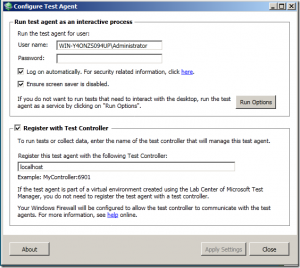 Configure Test Agent
Run test agent as an interactive process
Run the test agent for user:
User name:
WIN-Y4ONZS094UP\Administrator
Password:
Log on automatically. For security related information, click here.
Ensure screen saver is disabled.
If you do not want to run tests that need to interact with the desktop, run the test
agent as a service by clicking on "Run Options".
Run Options
Register with Test Controller
To run tests or collect data, enter the name of the test controller that will manage this test agent.
Register this test agent with the following Test Controller:
localhost
Example: MyController:6901
If the test agent is part of a virtual environment created using the Lab Center of Microsoft Test
Manager, you do not need to register the test agent with a test controller.
Your Windows Firewall will be configured to allow the test controller to communicate with the test
agents. For more information, see help online.
About
Apply Settings
Close